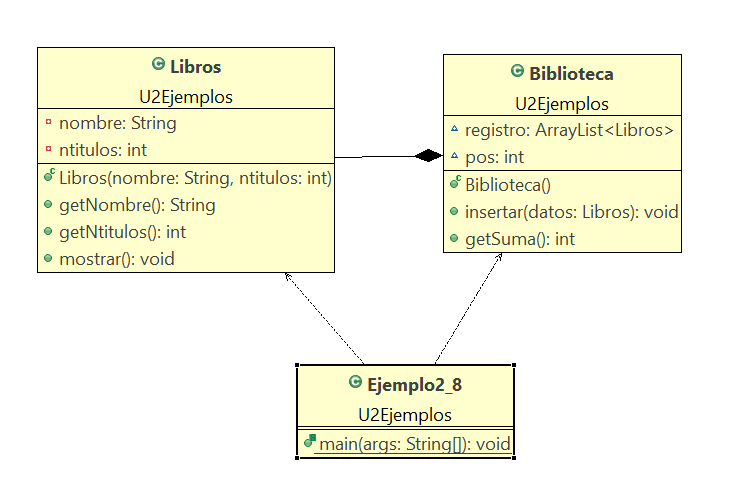 Libros
U2Ejemplos
nombre: String
ntitulos: int
Libros(nombre: String, ntitulos: int)
getNombre(): String
getNtitulos(): int
mostrar(): void
Biblioteca
U2Ejemplos
registro: ArrayList<Libros>
pos: int
Biblioteca()
insertar(datos: Libros): void
getSuma(): int
Ejemplo2_8
U2Ejemplos
main(args: String[]): void